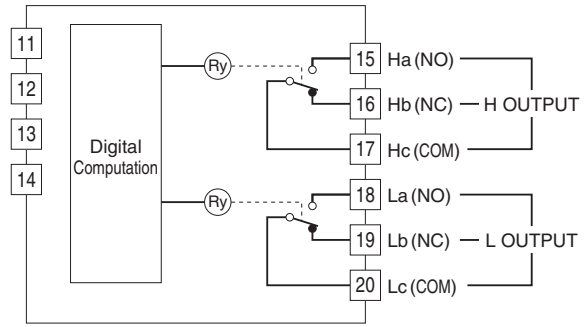 11
12
13
14
Digital
Computation
Ry
Ry
15 Ha (NO)
16 Hb (NC)
17 Hc (COM)
H OUTPUT
18 La (NO)
19 Lb (NC)
20 Lc (COM)
L OUTPUT